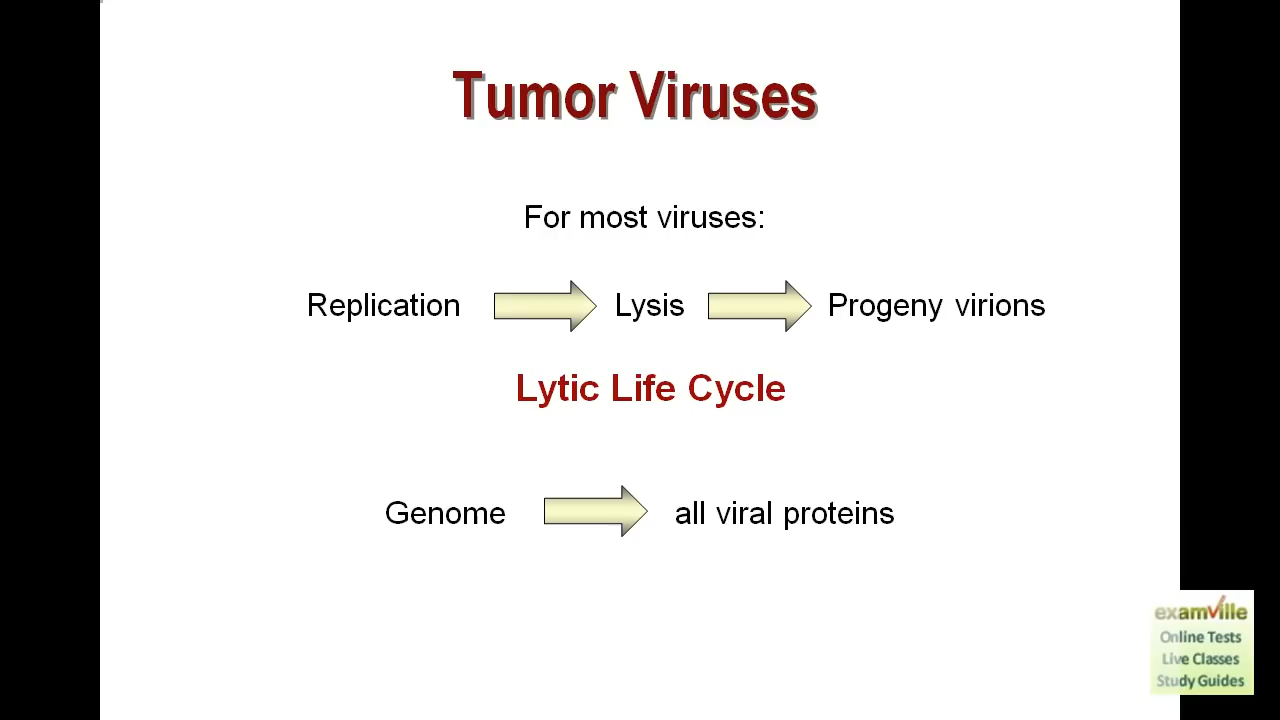 Tumor Viruses
For most viruses:
Replication Lysis Progeny virions
Lytic Life Cycle
Genome all viral proteins
examville
Online Tests
Live Classes
Study Guides